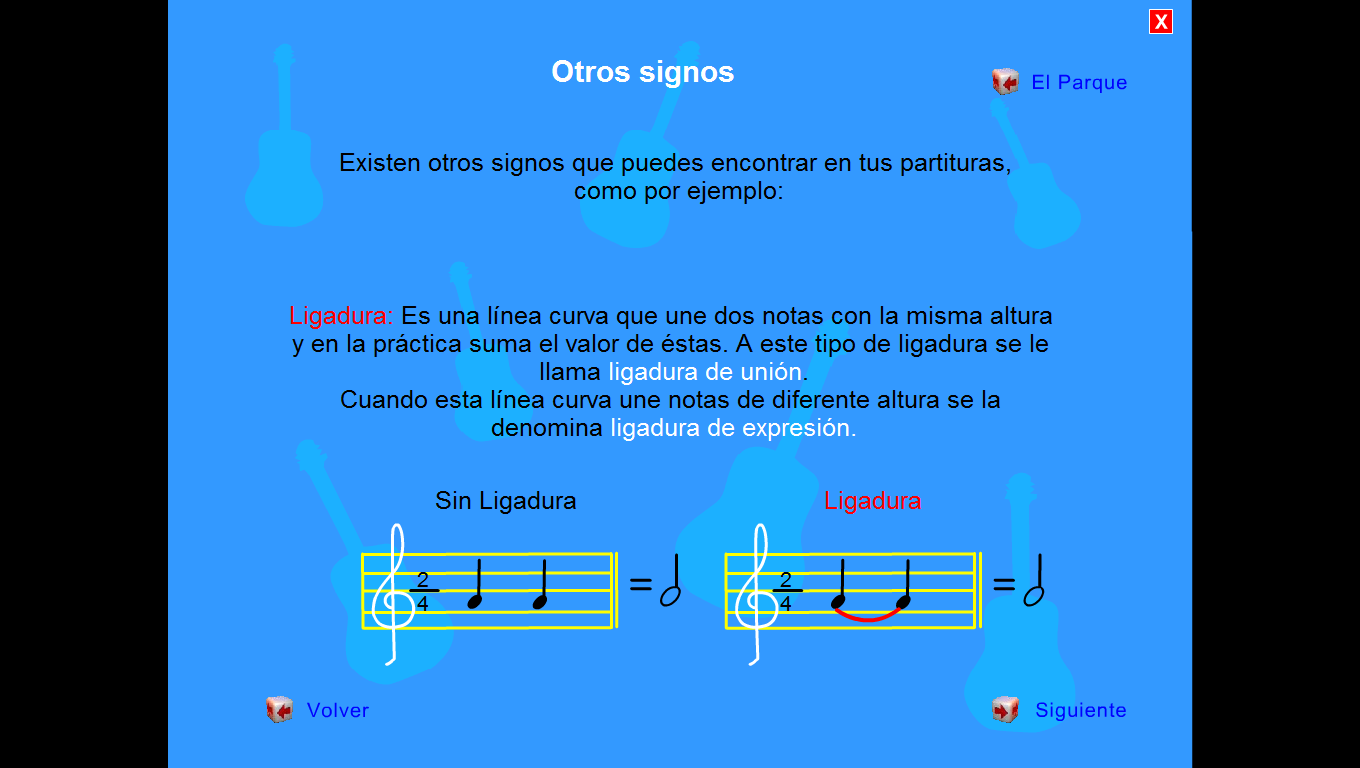 X
Otros signos
El Parque
Existen otros signos que puedes encontrar en tus partituras,
como por ejemplo:
Ligadura: Es una línea curva que une dos notas con la misma altura
y en la práctica suma el valor de éstas. A este tipo de ligadura se le
llama ligadura de unión.
Cuando esta línea curva une notas de diferente altura se la
denomina ligadura de expresión.
Sin Ligadura
Ligadura
2
4
=
2
4
=
Volver
Siguiente